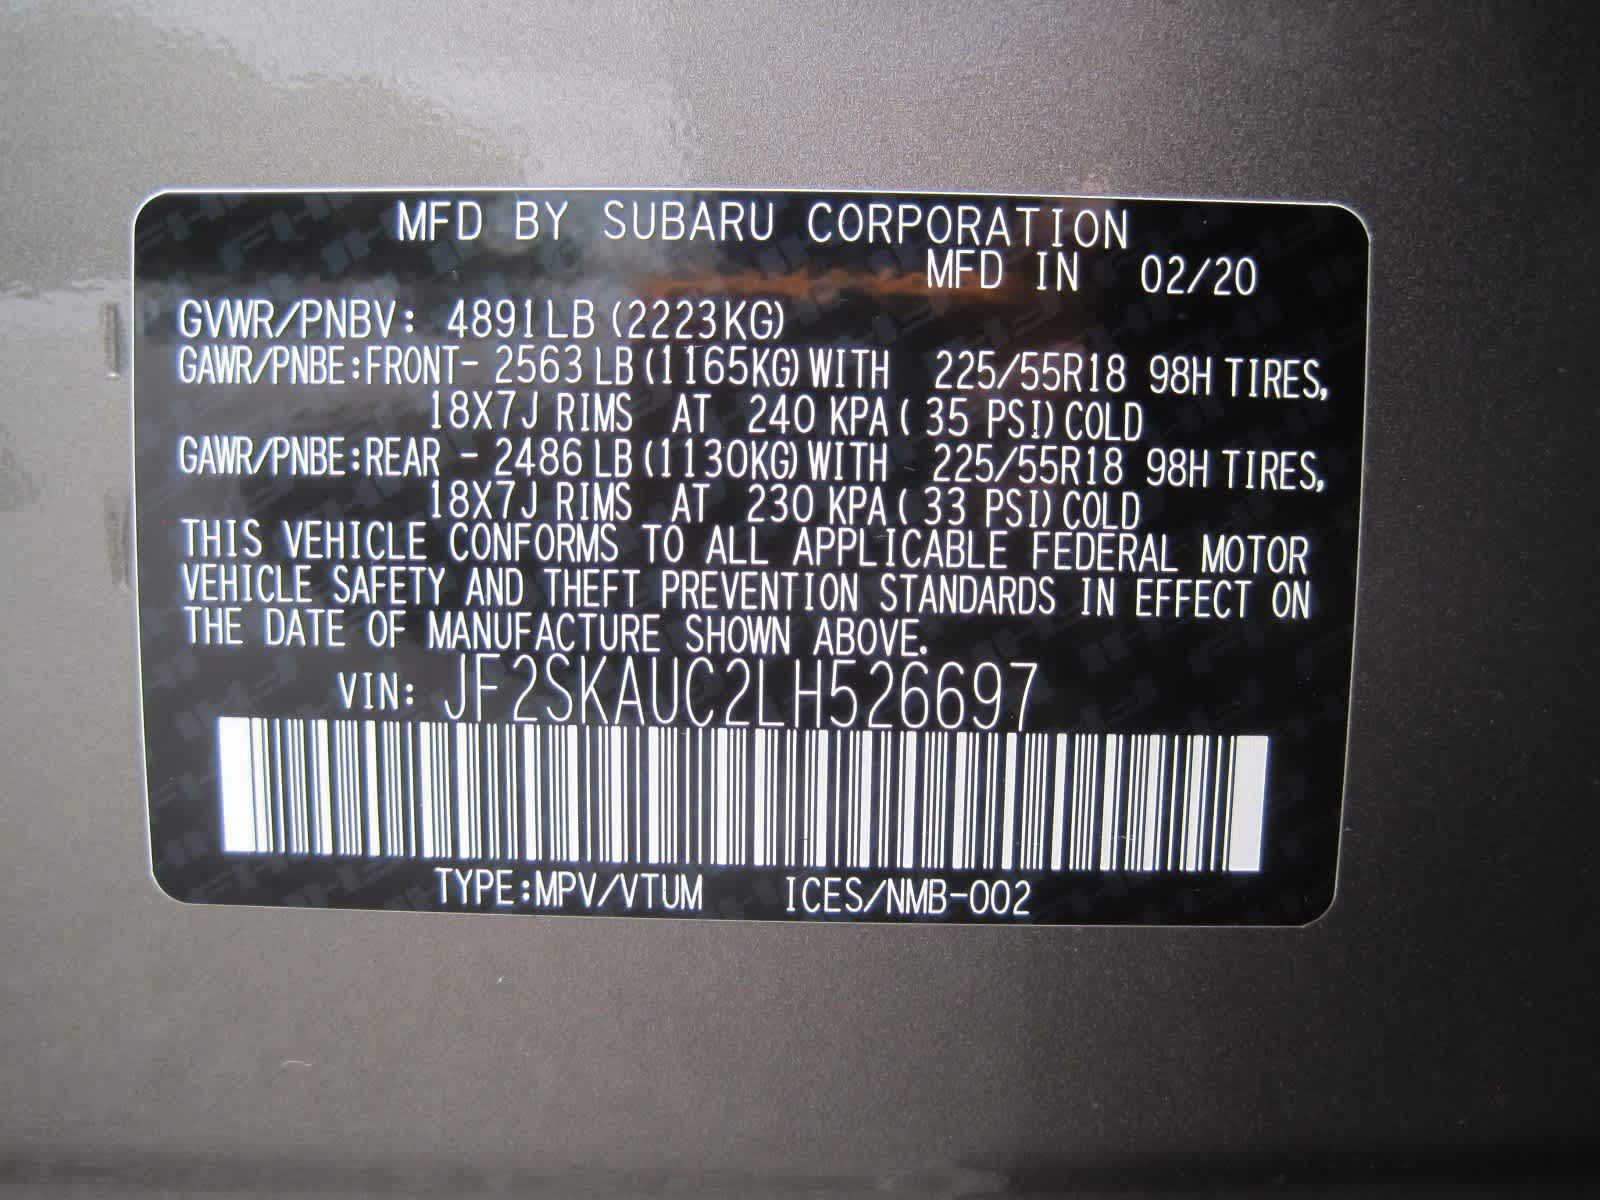 MFD BY SUBARU CORPORATION
MFD IN 02/20
GVWR/PNBV: 4891LB (2223KG)
GAWR/PNBE:FRONT- 2563 LB (1165KG) WITH 225/55R18 98H TIRES,
18X7J RIMS AT 240 KPA ( 35 PSI) COLD
GAWR/PNBE:REAR - 2486 LB (1130KG) WITH 225/55R18 98H TIRES,
18X7J RIMS AT 230 KPA ( 33 PSI) COLD
THIS VEHICLE CONFORMS TO ALL APPLICABLE FEDERAL MOTOR
VEHICLE SAFETY AND THEFT PREVENTION STANDARDS IN EFFECT ON
THE DATE OF MANUFACTURE SHOWN ABOVE.
VIN: JF2SKAUC2LH526697
TYPE:MPV/VTUM ICES/NMB-002